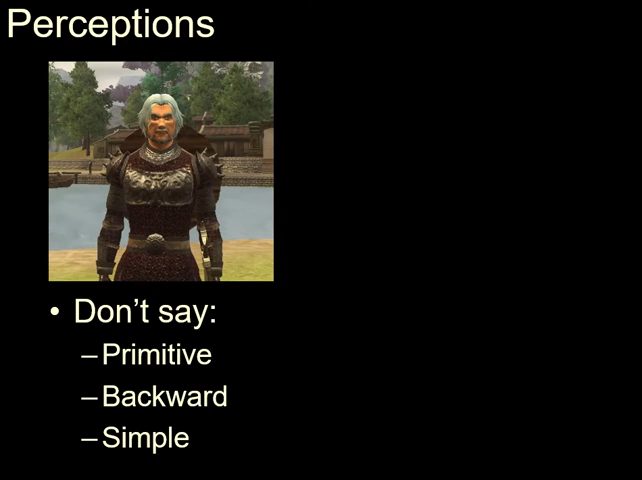 Perceptions
• Don't say:
–Primitive
–Backward
–Simple